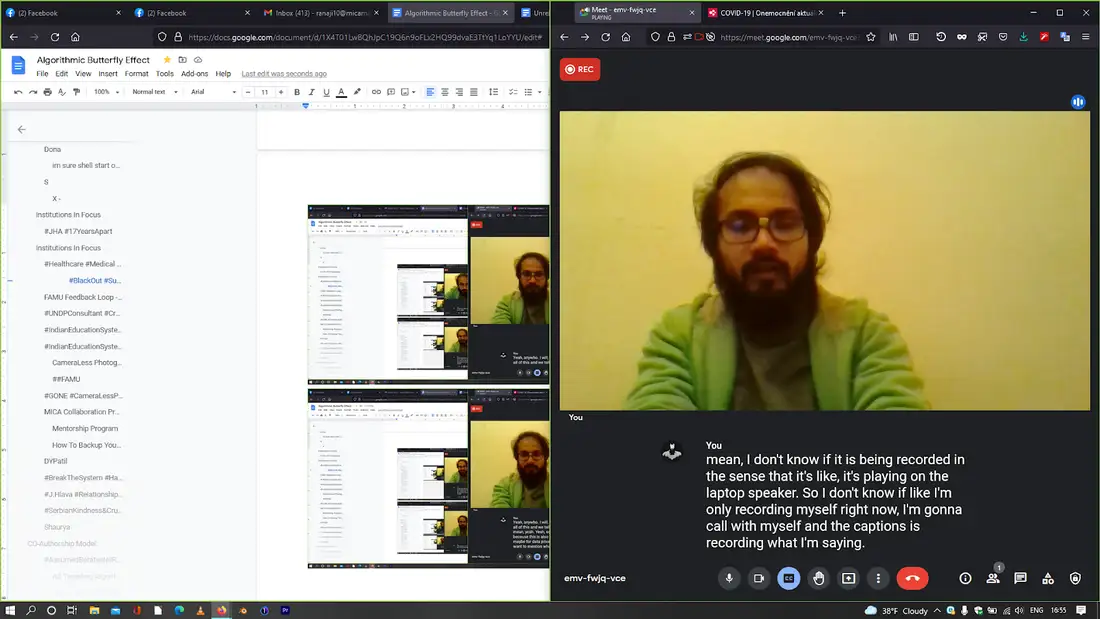 (2) Facebook
(2) Facebook
Inbox (413) - ranaji10@micam
Algorithmic Butterfly Effect - G
Unre
Meet - emv-fwjq-vce
PLAYING
COVID-19 | Onemocnění aktuá
Algorithmic Butterfly Effect
https://meet.google.com/emv-fwjq-vce
REC
File Edit View Insert Format Tools Add-ons Help Last edit was seconds ago
100% Normal text Arial 11
Dona
im sure shell start o...
S
X -
Institutions In Focus
#JHA #17YearsApart
Institutions In Focus
#Healthcare #Medical ...
#BlackOut #Su...
FAMU Feedback Loop -...
#UNDPConsultant #Cr...
#IndianEducationSyste...
#IndianEducationSyste...
CameraLess Photog...
##FAMU
#GONE #CameraLessP...
MICA Collaboration Pr...
Mentorship Program
How To Backup You...
DYPatil
#BreakTheSystem #Ha...
#J.Hlava #Relationship...
#SerbianKindness&Cru...
Shaurya
CO-Authorship Model
You
You
mean, I don't know if it is being recorded in
the sense that it's like, it's playing on the
laptop speaker. So I don't know if like I'm
only recording myself right now, I'm gonna
call with myself and the captions is
recording what I'm saying.
emv-fwjq-vce
1
Cloudy
ENG
16:55